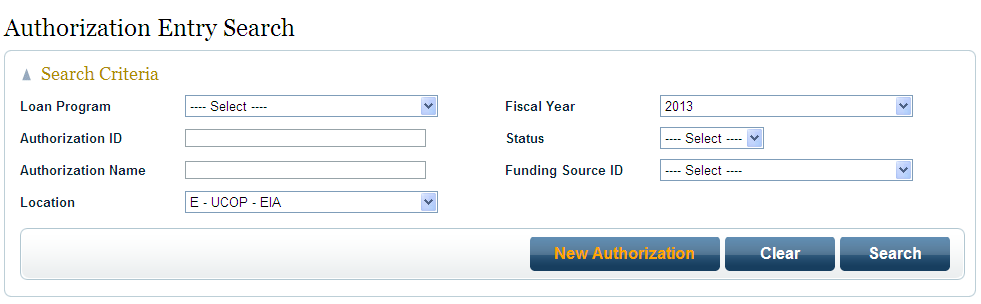 Authorization Entry Search
Search Criteria
Loan Program ---- Select ---- Fiscal Year 2013
Authorization ID Status ---- Select ----
Authorization Name Funding Source ID ---- Select ----
Location E - UCOP - EIA
New Authorization Clear Search